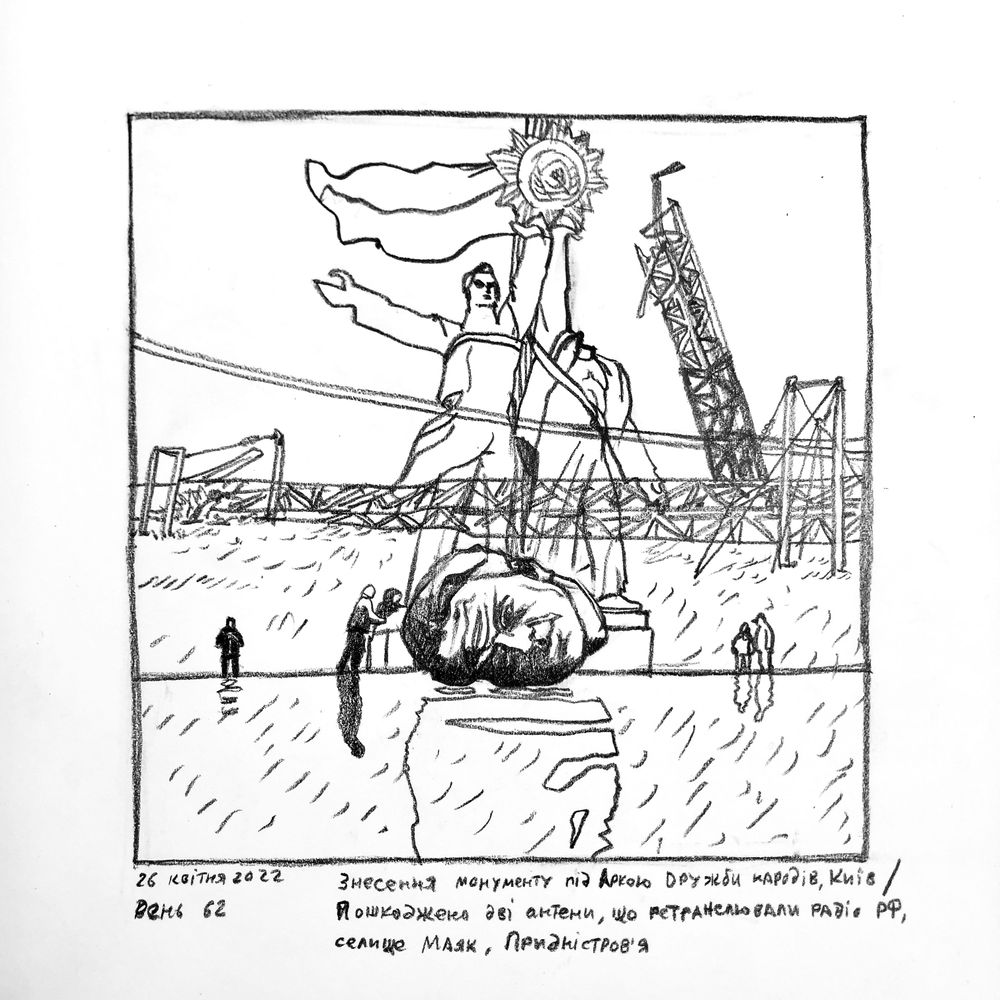 26 квітня 2022
День 62
Знесення монументу під Аркою Дружби народів, Київ /
Пошкоджено дві антени, що ретранслювали радіо РФ,
селище Маяк, Придністров'я